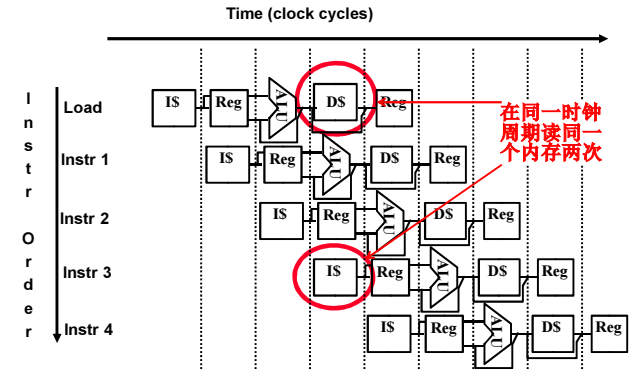 Time (clock cycles)
Instr Order
Load I$ Reg ALU D$ Reg
Instr 1 I$ Reg ALU D$ Reg
Instr 2 I$ Reg ALU D$ Reg
Instr 3 I$ Reg ALU D$ Reg
Instr 4 I$ Reg ALU D$ Reg
在同一时钟
周期读同一
个内存两次